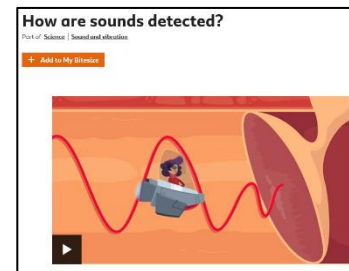 How are sounds detected?
Part of Science | Sound and vibration
+ Add to My Bitesize